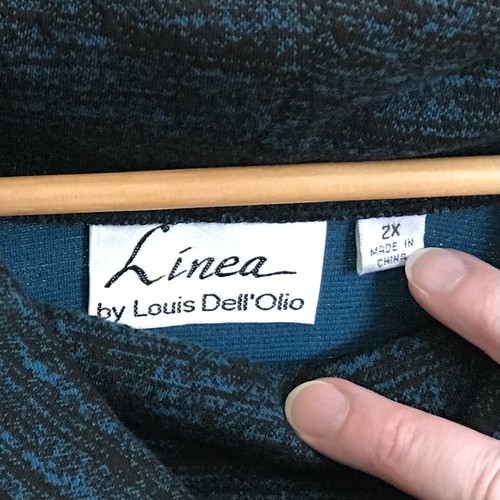 Linea
by Louis Dell'Olio
2X
MADE IN
CHINA